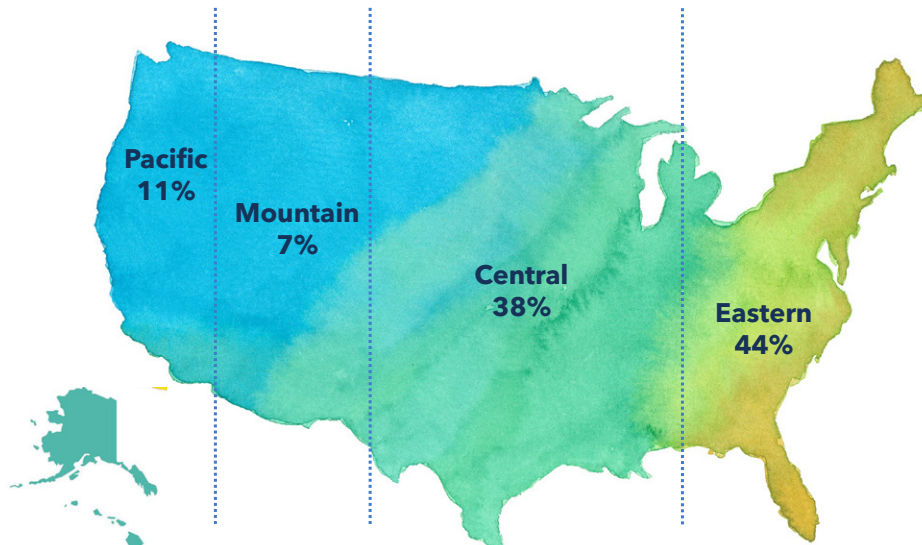 Pacific
11%
Mountain
7%
Central
38%
Eastern
44%